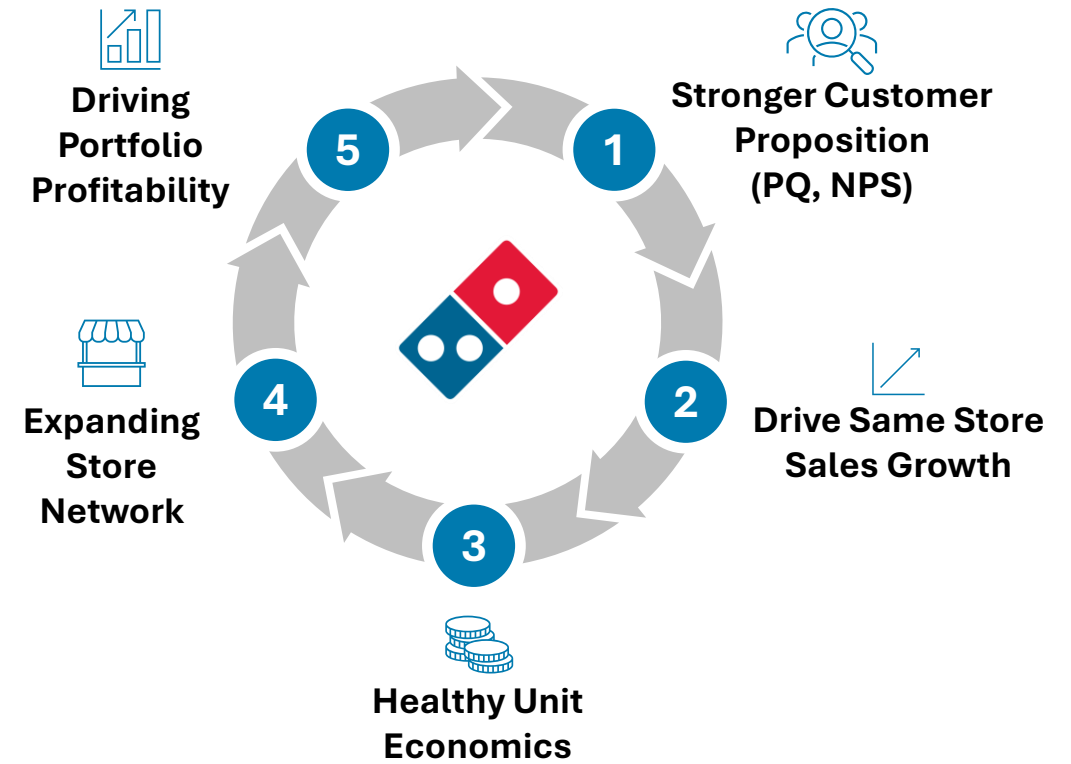 1
Stronger Customer
Proposition
(PQ, NPS)
2
Drive Same Store
Sales Growth
3
Healthy Unit
Economics
4
Expanding
Store
Network
5
Driving
Portfolio
Profitability